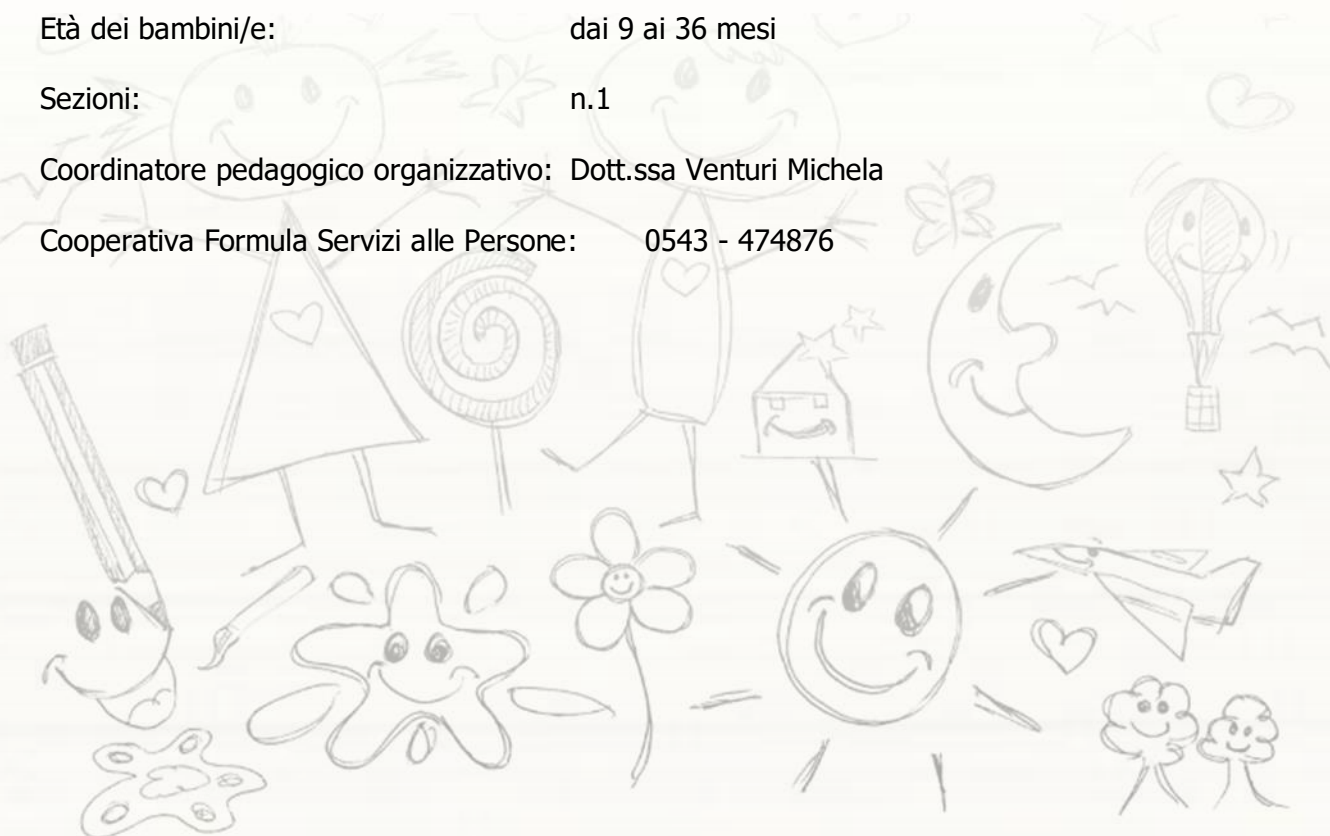 Età dei bambini/e: dai 9 ai 36 mesi
Sezioni: n.1
Coordinatore pedagogico organizzativo: Dott.ssa Venturi Michela
Cooperativa Formula Servizi alle Persone: 0543 - 474876